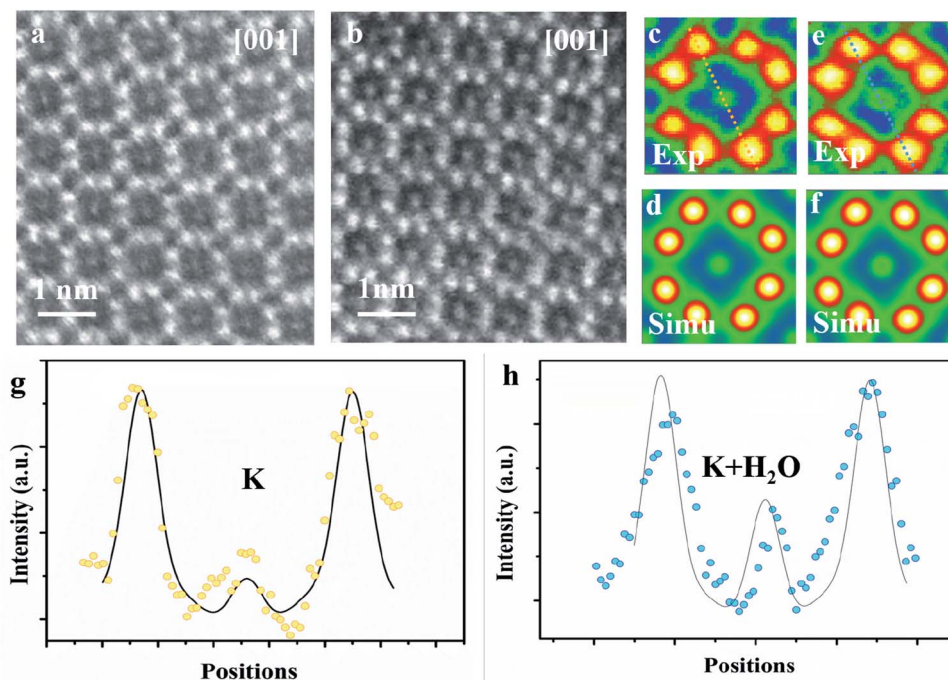 a
[001]
1 nm
b
[001]
1nm
c
Exp
e
Exp
d
Simu
f
Simu
g
K
Intensity (a.u.)
Positions
h
K+H₂O
Intensity (a.u.)
Positions